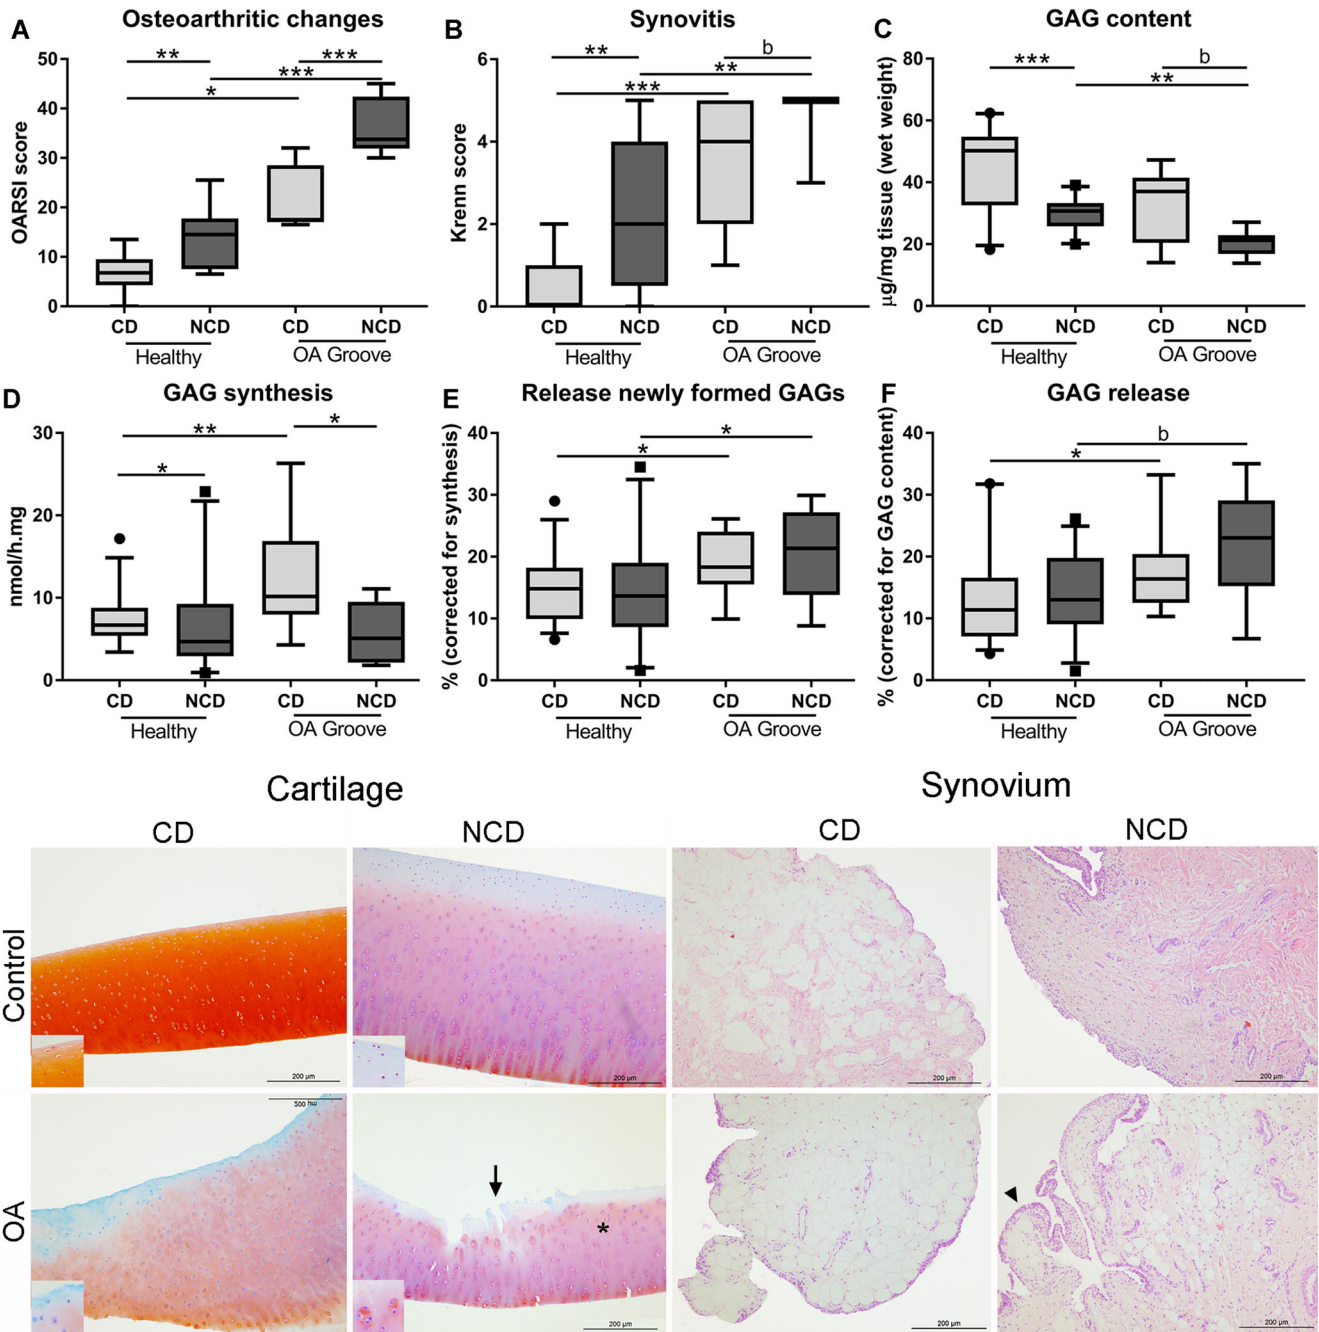 A
Osteoarthritic changes
** ***
***
*
OARSI score
50
40
30
20
10
0
CD NCD CD NCD
Healthy OA Groove
B
Synovitis
** b
**
***
Krenn score
6
4
2
0
CD NCD CD NCD
Healthy OA Groove
C
GAG content
*** b
**
µg/mg tissue (wet weight)
80
60
40
20
0
CD NCD CD NCD
Healthy OA Groove
D
GAG synthesis
** *
*
nmol/h.mg
30
20
10
0
CD NCD CD NCD
Healthy OA Groove
E
Release newly formed GAGs
*
*
% (corrected for synthesis)
40
30
20
10
0
CD NCD CD NCD
Healthy OA Groove
F
GAG release
b
*
% (corrected for GAG content)
40
30
20
10
0
CD NCD CD NCD
Healthy OA Groove
Cartilage Synovium
CD NCD CD NCD
Control
200 µm 200 µm 200 µm 200 µm
OA
200 µm
*
200 µm 200 µm 200 µm